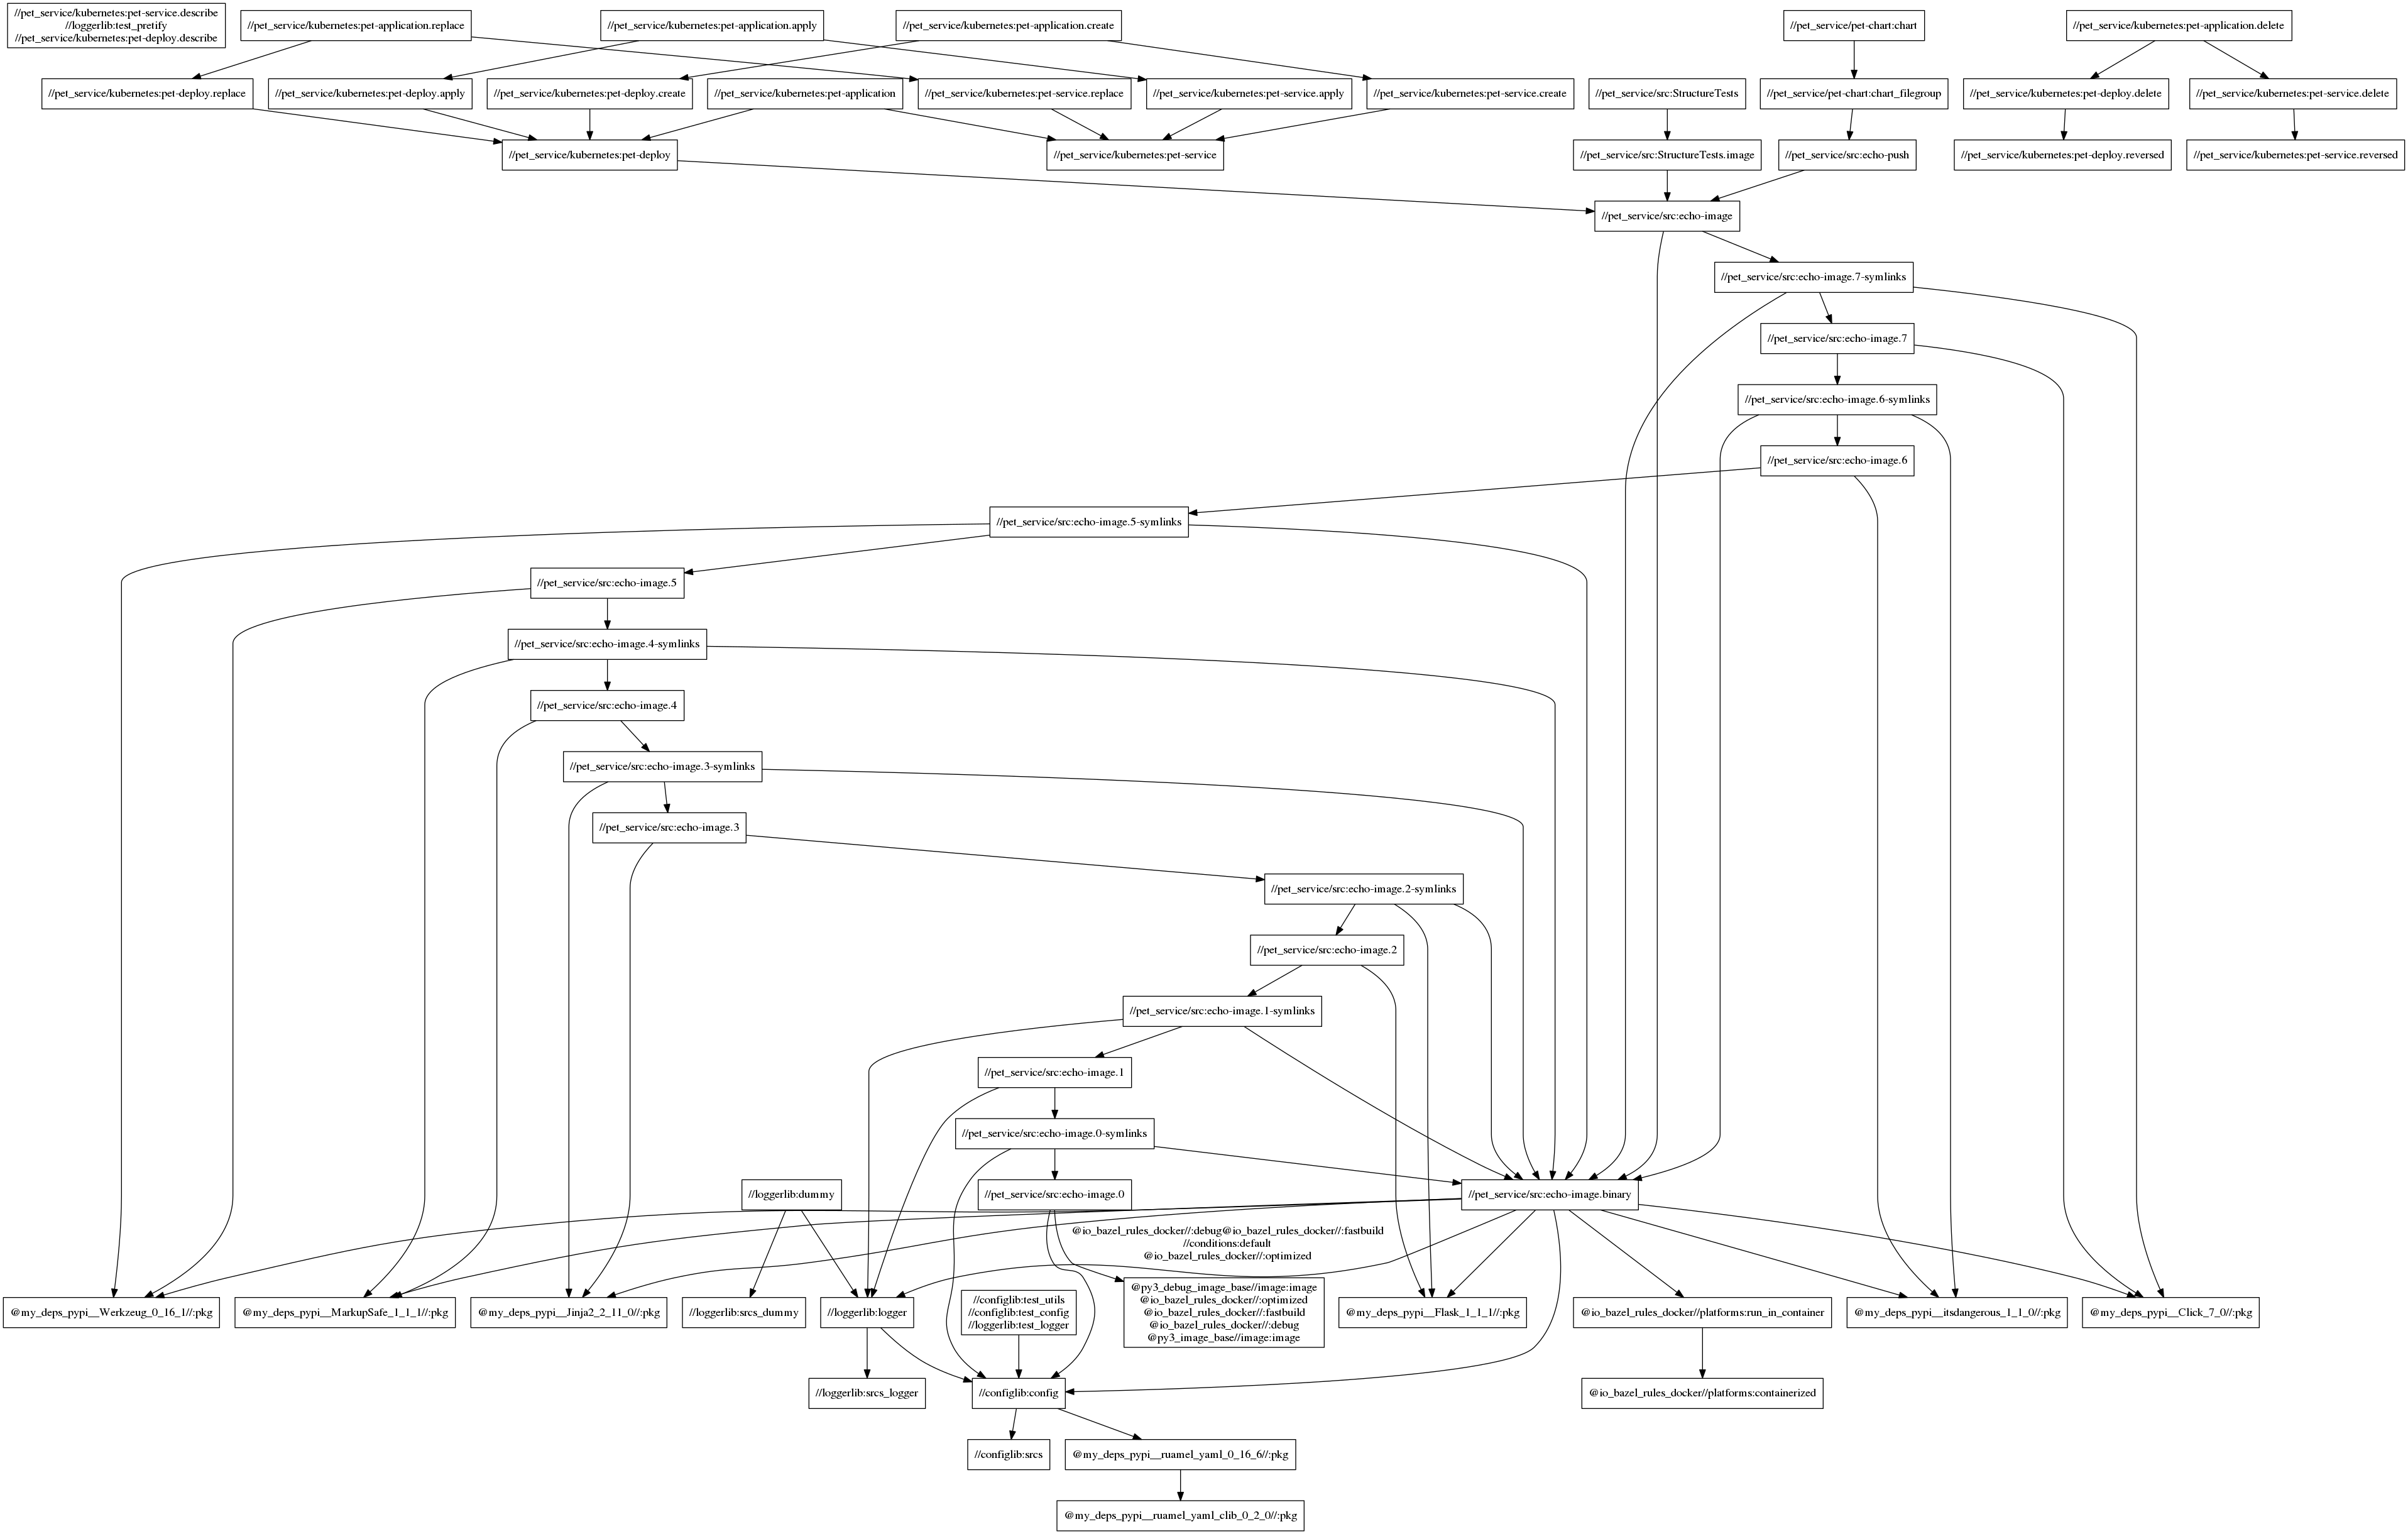 //pet_service/kubernetes:pet-service.describe
//loggerlib:test_pretify
//pet_service/kubernetes:pet-deploy.describe
//pet_service/kubernetes:pet-application.replace
//pet_service/kubernetes:pet-application.apply
//pet_service/kubernetes:pet-application.create
//pet_service/pet-chart:chart
//pet_service/kubernetes:pet-application.delete
//pet_service/kubernetes:pet-deploy.replace
//pet_service/kubernetes:pet-deploy.apply
//pet_service/kubernetes:pet-deploy.create
//pet_service/kubernetes:pet-application
//pet_service/kubernetes:pet-service.replace
//pet_service/kubernetes:pet-service.apply
//pet_service/kubernetes:pet-service.create
//pet_service/src:StructureTests
//pet_service/pet-chart:chart_filegroup
//pet_service/kubernetes:pet-deploy.delete
//pet_service/kubernetes:pet-service.delete
//pet_service/kubernetes:pet-deploy
//pet_service/kubernetes:pet-service
//pet_service/src:StructureTests.image
//pet_service/src:echo-push
//pet_service/kubernetes:pet-deploy.reversed
//pet_service/kubernetes:pet-service.reversed
//pet_service/src:echo-image
//pet_service/src:echo-image.7-symlinks
//pet_service/src:echo-image.7
//pet_service/src:echo-image.6-symlinks
//pet_service/src:echo-image.6
//pet_service/src:echo-image.5-symlinks
//pet_service/src:echo-image.5
//pet_service/src:echo-image.4-symlinks
//pet_service/src:echo-image.4
//pet_service/src:echo-image.3-symlinks
//pet_service/src:echo-image.3
//pet_service/src:echo-image.2-symlinks
//pet_service/src:echo-image.2
//pet_service/src:echo-image.1-symlinks
//pet_service/src:echo-image.1
//pet_service/src:echo-image.0-symlinks
//loggerlib:dummy
//pet_service/src:echo-image.0
//pet_service/src:echo-image.binary
@io_bazel_rules_docker//:debug@io_bazel_rules_docker//:fastbuild
//conditions:default
@io_bazel_rules_docker//:optimized
@my_deps_pypi__Werkzeug_0_16_1//:pkg
@my_deps_pypi__MarkupSafe_1_1_1//:pkg
@my_deps_pypi__Jinja2_2_11_0//:pkg
//loggerlib:srcs_dummy
//loggerlib:logger
//configlib:test_utils
//configlib:test_config
//loggerlib:test_logger
@py3_debug_image_base//image:image
@io_bazel_rules_docker//:optimized
@io_bazel_rules_docker//:fastbuild
@io_bazel_rules_docker//:debug
@py3_image_base//image:image
@my_deps_pypi__Flask_1_1_1//:pkg
@io_bazel_rules_docker//platforms:run_in_container
@my_deps_pypi__itsdangerous_1_1_0//:pkg
@my_deps_pypi__Click_7_0//:pkg
//loggerlib:srcs_logger
//configlib:config
@io_bazel_rules_docker//platforms:containerized
//configlib:srcs
@my_deps_pypi__ruamel_yaml_0_16_6//:pkg
@my_deps_pypi__ruamel_yaml_clib_0_2_0//:pkg